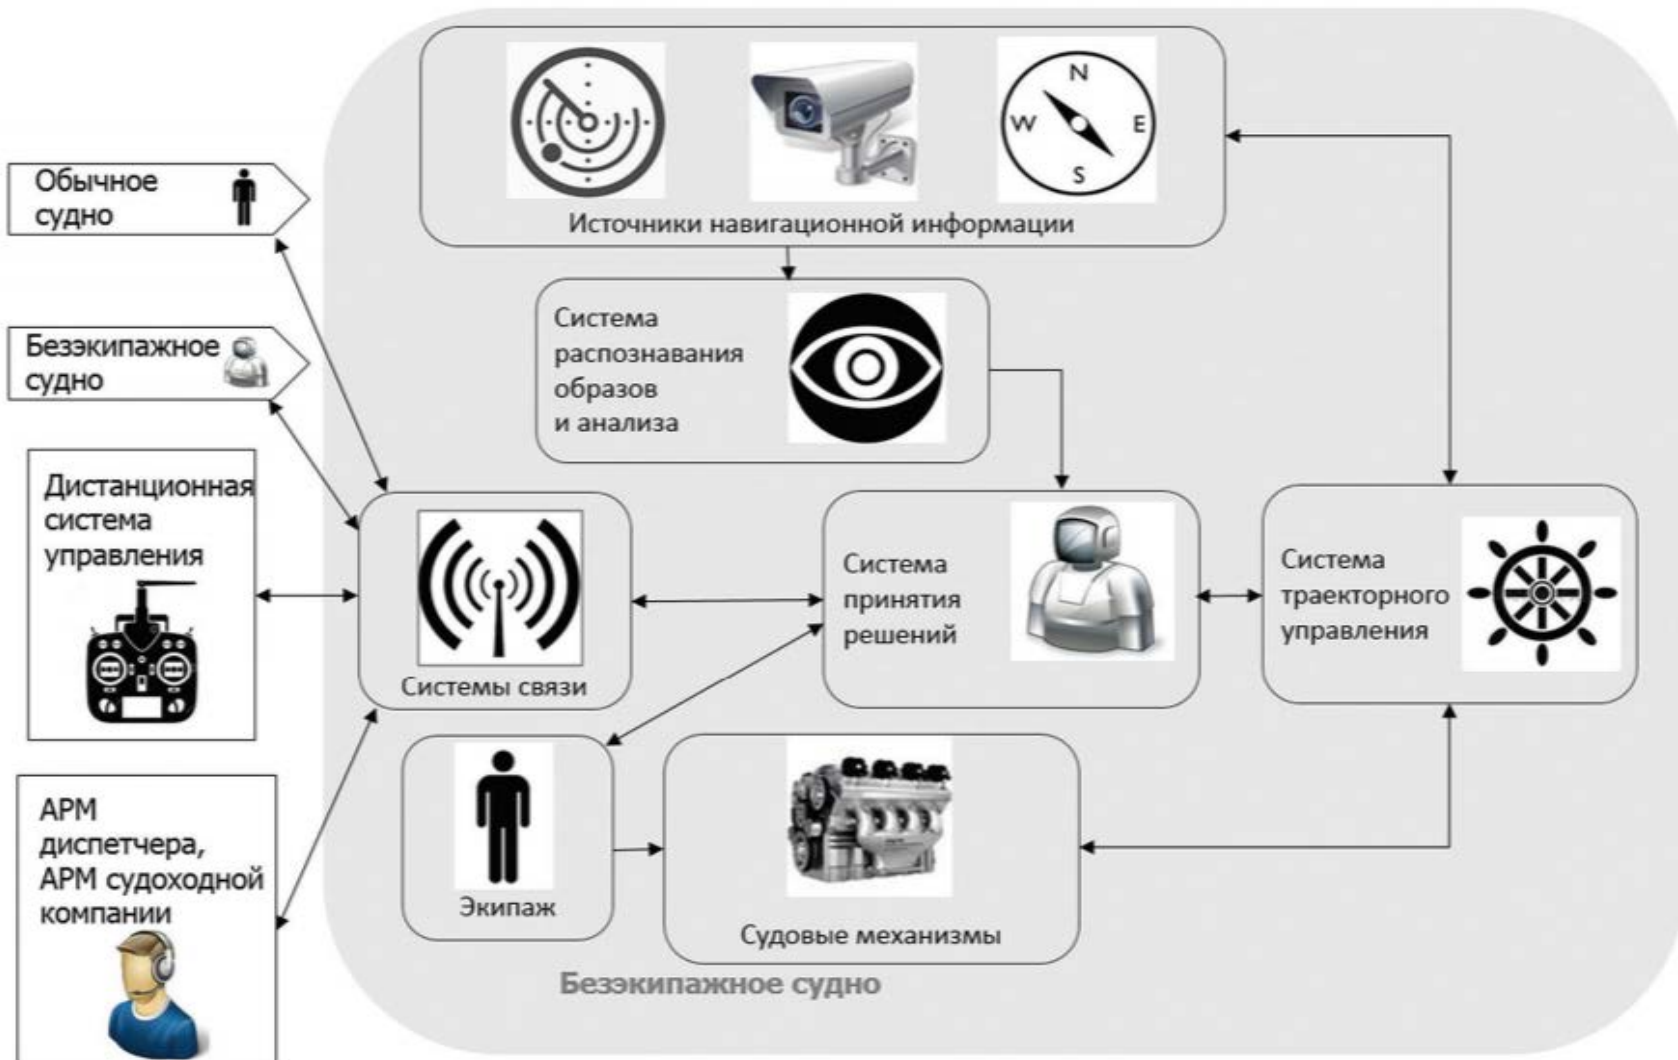 Обычное
судно
Безэкипажное
судно
Дистанционная
система
управления
АРМ
диспетчера,
АРМ судоходной
компании
N
W
E
S
Источники навигационной информации
Система
распознавания
образов
и анализа
Системы связи
Система
принятия
решений
Система
траекторного
управления
Экипаж
Судовые механизмы
Безэкипажное судно